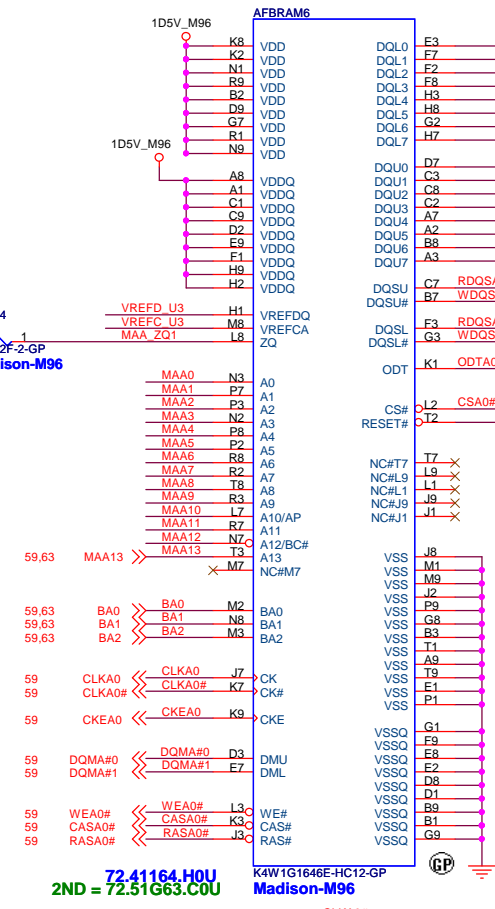 AFBRAM6
1D5V_M96
K8 VDD DQL0 E3
K2 VDD DQL1 F7
N1 VDD DQL2 F2
R9 VDD DQL3 F8
B2 VDD DQL4 H3
D9 VDD DQL5 H8
G7 VDD DQL6 G2
R1 VDD DQL7 H7
1D5V_M96
N9 VDD
DQU0 D7
A8 VDDQ DQU1 C3
A1 VDDQ DQU2 C8
C1 VDDQ DQU3 C2
C9 VDDQ DQU4 A7
D2 VDDQ DQU5 A2
E9 VDDQ DQU6 B8
F1 VDDQ DQU7 A3
H9 VDDQ
H2 VDDQ DQSU C7 RDQSA
DQSU# B7 WDQS
VREFD_U3 H1 VREFDQ
VREFC_U3 M8 VREFCA DQSL F3 RDQSA
1 MAA_ZQ1 L8 ZQ DQSL# G3 WDQS
4
2F-2-GP
ison-M96
ODT K1 ODTA0
MAA0 N3 A0
MAA1 P7 A1
MAA2 P3 A2 CS# L2 CSA0#
MAA3 N2 A3 RESET# T2
MAA4 P8 A4
MAA5 P2 A5
MAA6 R8 A6 NC#T7 T7
MAA7 R2 A7 NC#L9 L9
MAA8 T8 A8 NC#L1 L1
MAA9 R3 A9 NC#J9 J9
MAA10 L7 A10/AP NC#J1 J1
MAA11 R7 A11
MAA12 N7 A12/BC#
59,63 MAA13 MAA13 T3 A13 VSS J8
M7 NC#M7 VSS M1
VSS M9
VSS J2
59,63 BA0 BA0 M2 BA0 VSS P9
59,63 BA1 BA1 N8 BA1 VSS G8
59,63 BA2 BA2 M3 BA2 VSS B3
VSS T1
VSS A9
59 CLKA0 CLKA0 J7 CK VSS T9
59 CLKA0# CLKA0# K7 CK# VSS E1
VSS P1
59 CKEA0 CKEA0 K9 CKE
VSSQ G1
VSSQ F9
59 DQMA#0 DQMA#0 D3 DMU VSSQ E8
59 DQMA#1 DQMA#1 E7 DML VSSQ E2
VSSQ D8
VSSQ D1
59 WEA0# WEA0# L3 WE# VSSQ B9
59 CASA0# CASA0# K3 CAS# VSSQ B1
59 RASA0# RASA0# J3 RAS# VSSQ G9
GP
K4W1G1646E-HC12-GP
72.41164.H0U
2ND = 72.51G63.C0U
Madison-M96